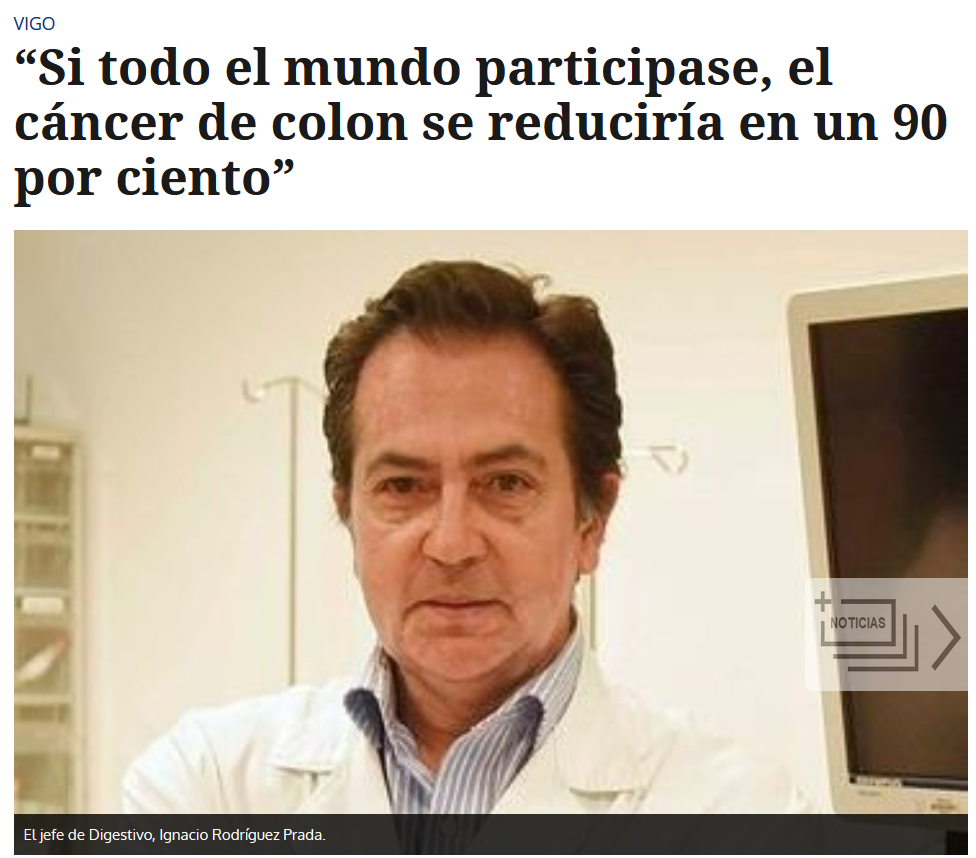 VIGO
“Si todo el mundo participase, el
cáncer de colon se reduciría en un 90
por ciento”
NOTICIAS
El jefe de Digestivo, Ignacio Rodríguez Prada.